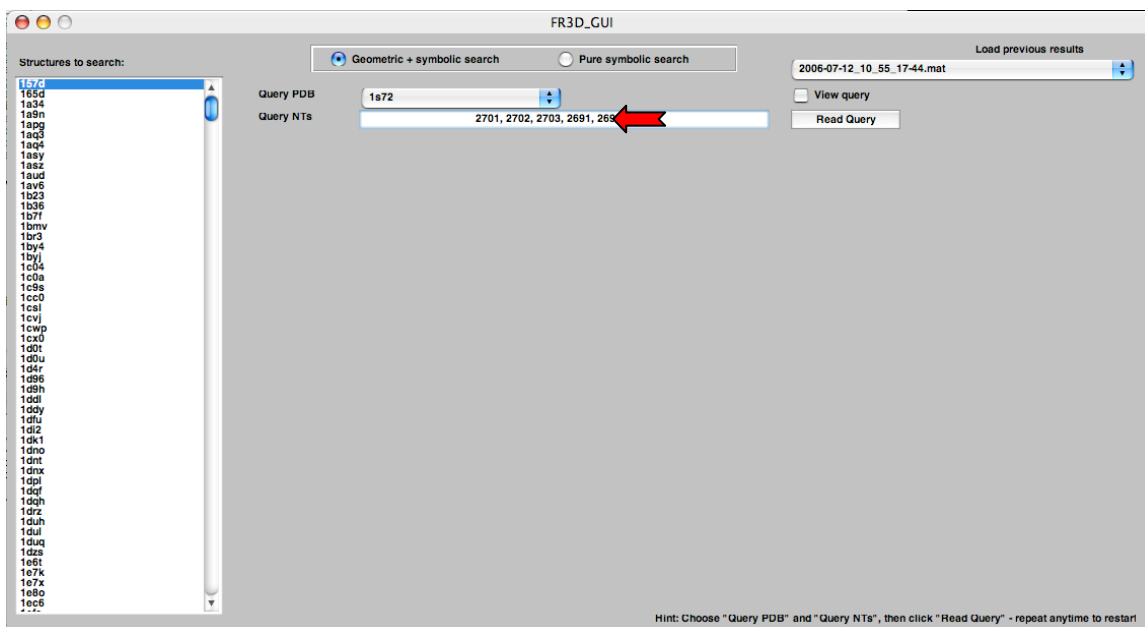 FR3D_GUI
Structures to search:
Geometric + symbolic search
Pure symbolic search
Load previous results
2006-07-12_10_55_17-44.mat
Query PDB
1s72
View query
Query NTs
2701, 2702, 2703, 2691, 269
Read Query
157d
165d
1a34
1a9n
1apg
1aq3
1aq4
1asy
1asz
1aud
1av6
1b23
1b36
1b7f
1bmv
1br3
1by4
1byj
1c04
1c0a
1c9s
1cc0
1csl
1cvj
1cwp
1cx0
1d0t
1d0u
1d4r
1d96
1d9h
1ddl
1ddy
1dfu
1di2
1dk1
1dno
1dnt
1dnx
1dpl
1dqf
1dqh
1drz
1duh
1dul
1duq
1dzs
1e6t
1e7k
1e7x
1e8o
1ec6
Hint: Choose "Query PDB" and "Query NTs", then click "Read Query" - repeat anytime to restart